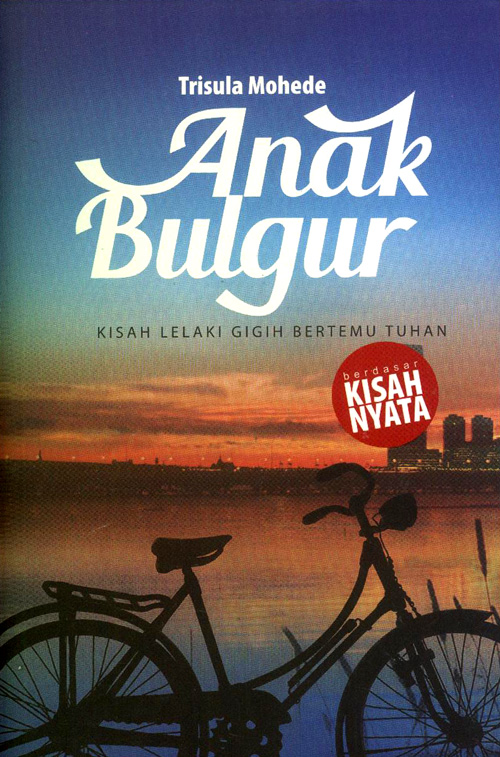 Trisula Mohede
Anak
Bulgur
KISAH LELAKI GIGIH BERTEMU TUHAN
berdasar
KISAH
NYATA